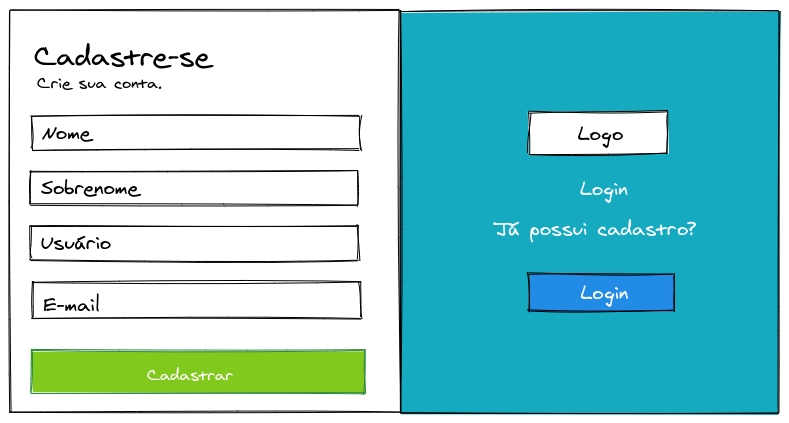 Cadastre-se
Crie sua conta.
Nome
Sobrenome
Usuário
E-mail
Cadastrar
Logo
Login
Já possui cadastro?
Login